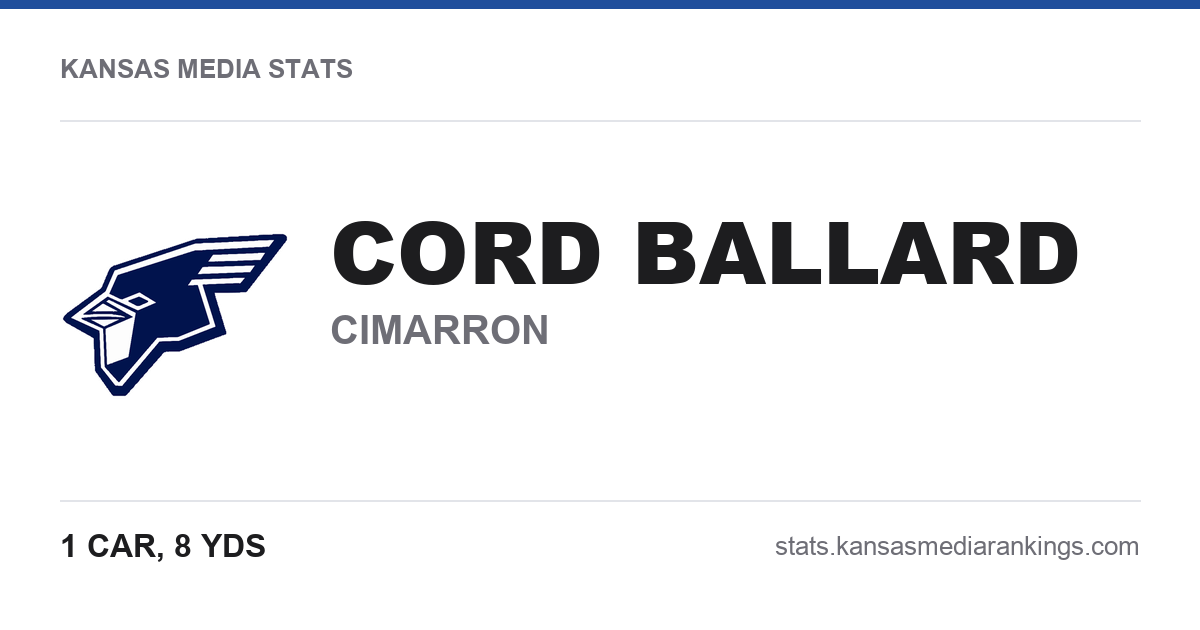 KANSAS MEDIA STATS
CORD BALLARD
CIMARRON
1 CAR, 8 YDS
stats.kansasmediarankings.com